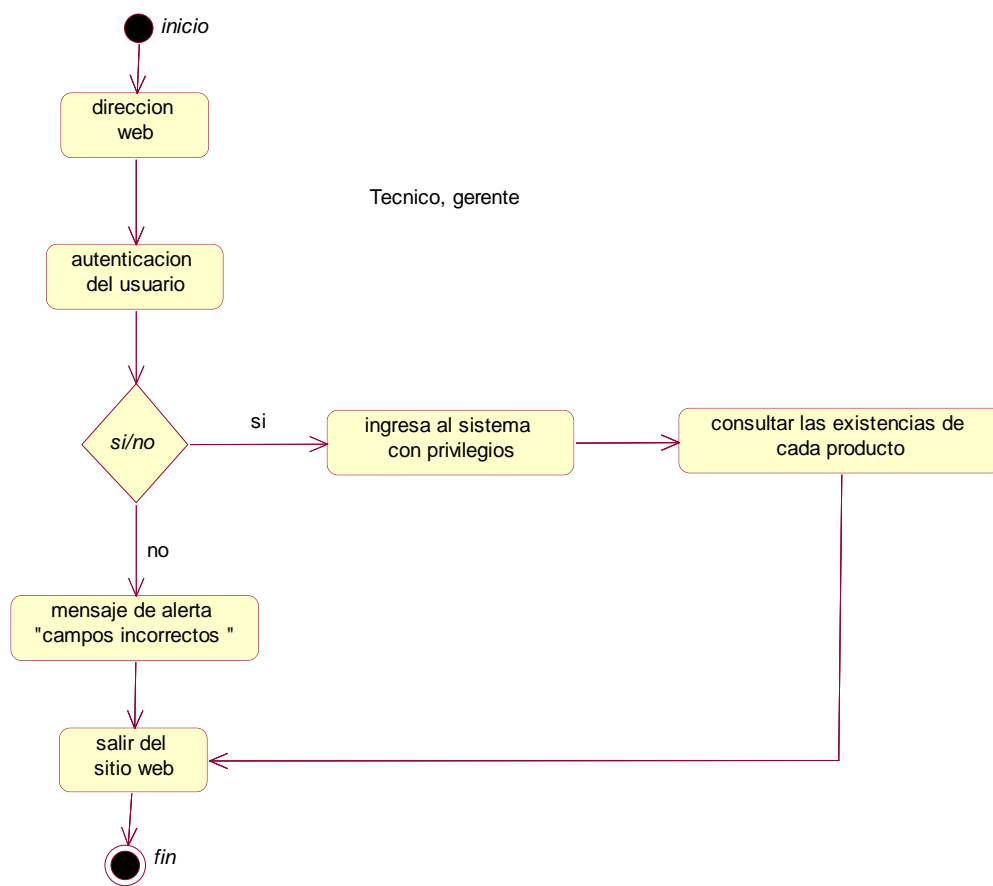 inicio
direccion
web
Tecnico, gerente
autenticacion
del usuario
si/no
si
ingresa al sistema
con privilegios
consultar las existencias de
cada producto
no
mensaje de alerta
"campos incorrectos "
salir del
sitio web
fin